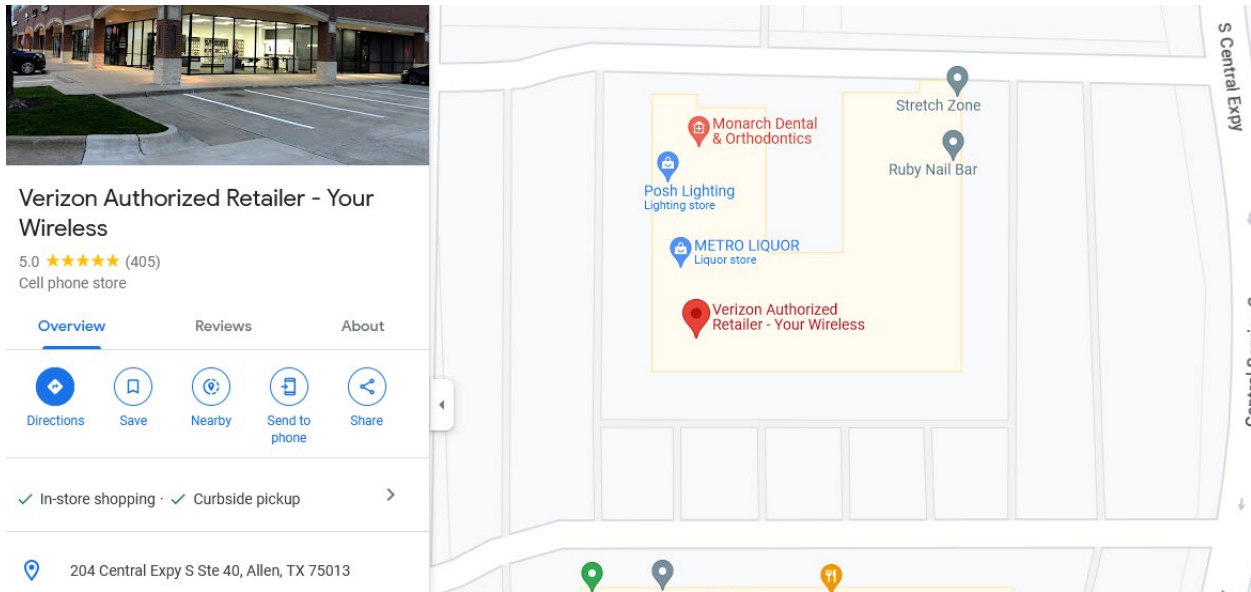 Verizon Authorized Retailer - Your
Wireless
5.0 ★★★★★ (405)
Cell phone store
Overview
Reviews
About
Directions
Save
Nearby
Send to
phone
Share
In-store shopping ·
Curbside pickup
204 Central Expy S Ste 40, Allen, TX 75013
S Central Expy
Stretch Zone
Monarch Dental
& Orthodontics
Ruby Nail Bar
Posh Lighting
Lighting store
METRO LIQUOR
Liquor store
Verizon Authorized
Retailer - Your Wireless